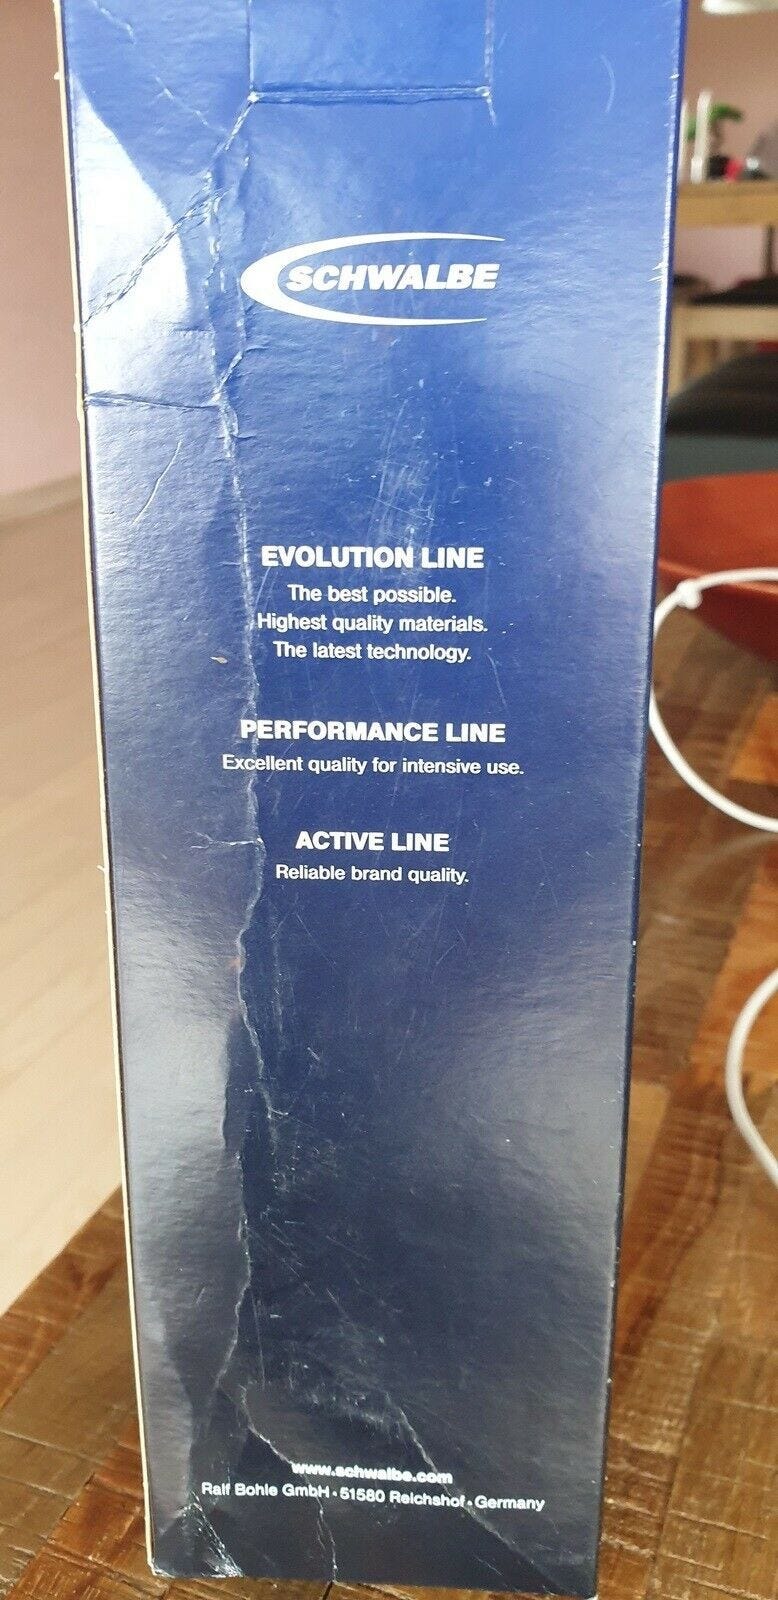 SCHWALBE
EVOLUTION LINE
The best possible.
Highest quality materials.
The latest technology.
PERFORMANCE LINE
Excellent quality for intensive use.
ACTIVE LINE
Reliable brand quality.
www.schwalbe.com
Ralf Bohle GmbH · 51580 Reichshof · Germany